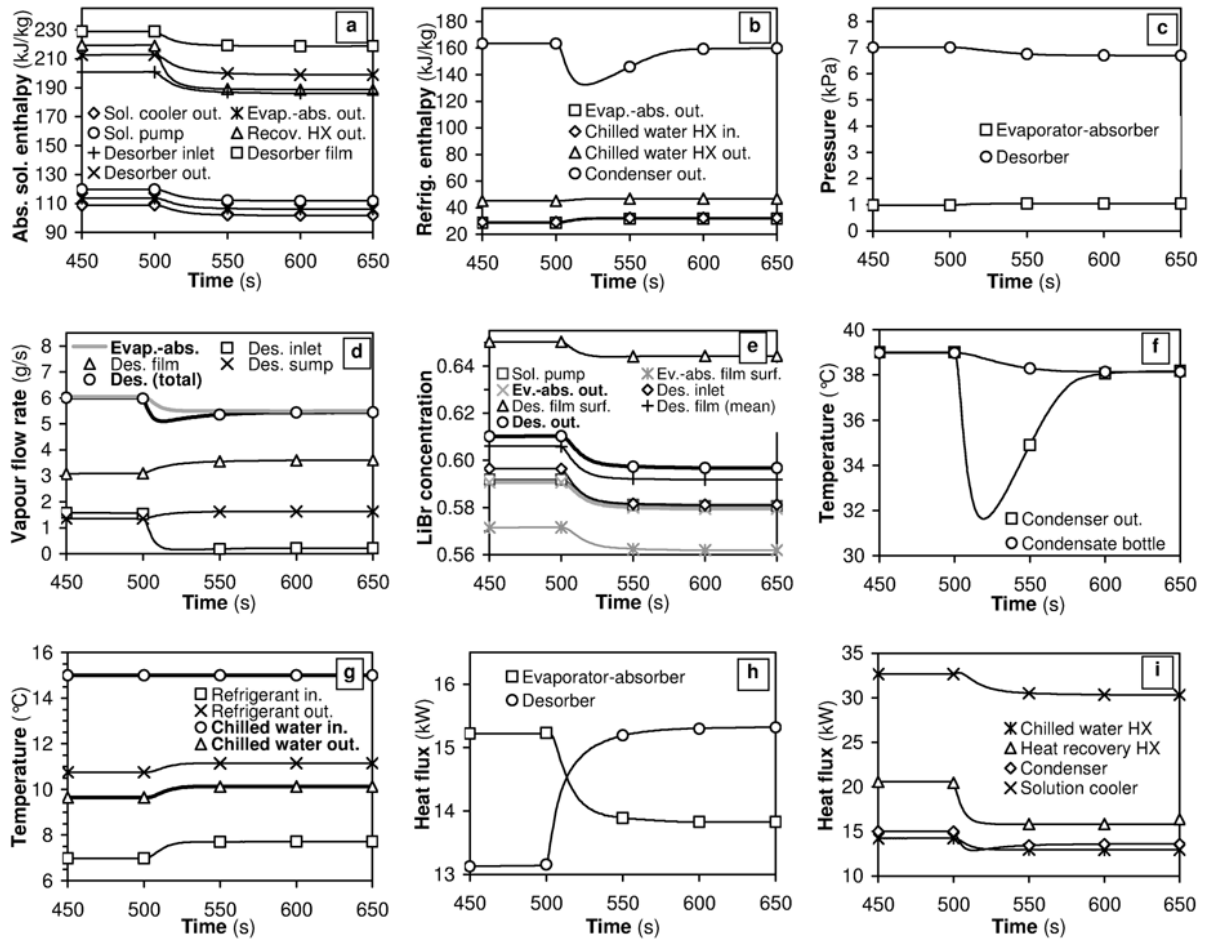 a
Abs. sol. enthalpy (kJ/kg)
230
210
190
170
150
130
110
90
Sol. cooler out.
Evap.-abs. out.
Sol. pump
Recov. HX out.
Desorber inlet
Desorber film
Desorber out.
450 500 550 600 650
Time (s)
b
Refrig. enthalpy (kJ/kg)
180
160
140
120
100
80
60
40
20
Evap.-abs. out.
Chilled water HX in.
Chilled water HX out.
Condenser out.
450 500 550 600 650
Time (s)
c
Pressure (kPa)
8
7
6
5
4
3
2
1
0
Evaporator-absorber
Desorber
450 500 550 600 650
Time (s)
d
Vapour flow rate (g/s)
8
7
6
5
4
3
2
1
0
Evap.-abs.
Des. inlet
Des. film
Des. sump
Des. (total)
450 500 550 600 650
Time (s)
e
LiBr concentration
0.64
0.62
0.60
0.58
0.56
Sol. pump
Ev.-abs. film surf.
Ev.-abs. out.
Des. inlet
Des. film surf.
Des. film (mean)
Des. out.
450 500 550 600 650
Time (s)
f
Temperature (°C)
40
38
36
34
32
30
Condenser out.
Condensate bottle
450 500 550 600 650
Time (s)
g
Temperature (°C)
16
14
12
10
8
6
Refrigerant in.
Refrigerant out.
Chilled water in.
Chilled water out.
450 500 550 600 650
Time (s)
h
Heat flux (kW)
16
15
14
13
Evaporator-absorber
Desorber
450 500 550 600 650
Time (s)
i
Heat flux (kW)
35
30
25
20
15
10
Chilled water HX
Heat recovery HX
Condenser
Solution cooler
450 500 550 600 650
Time (s)